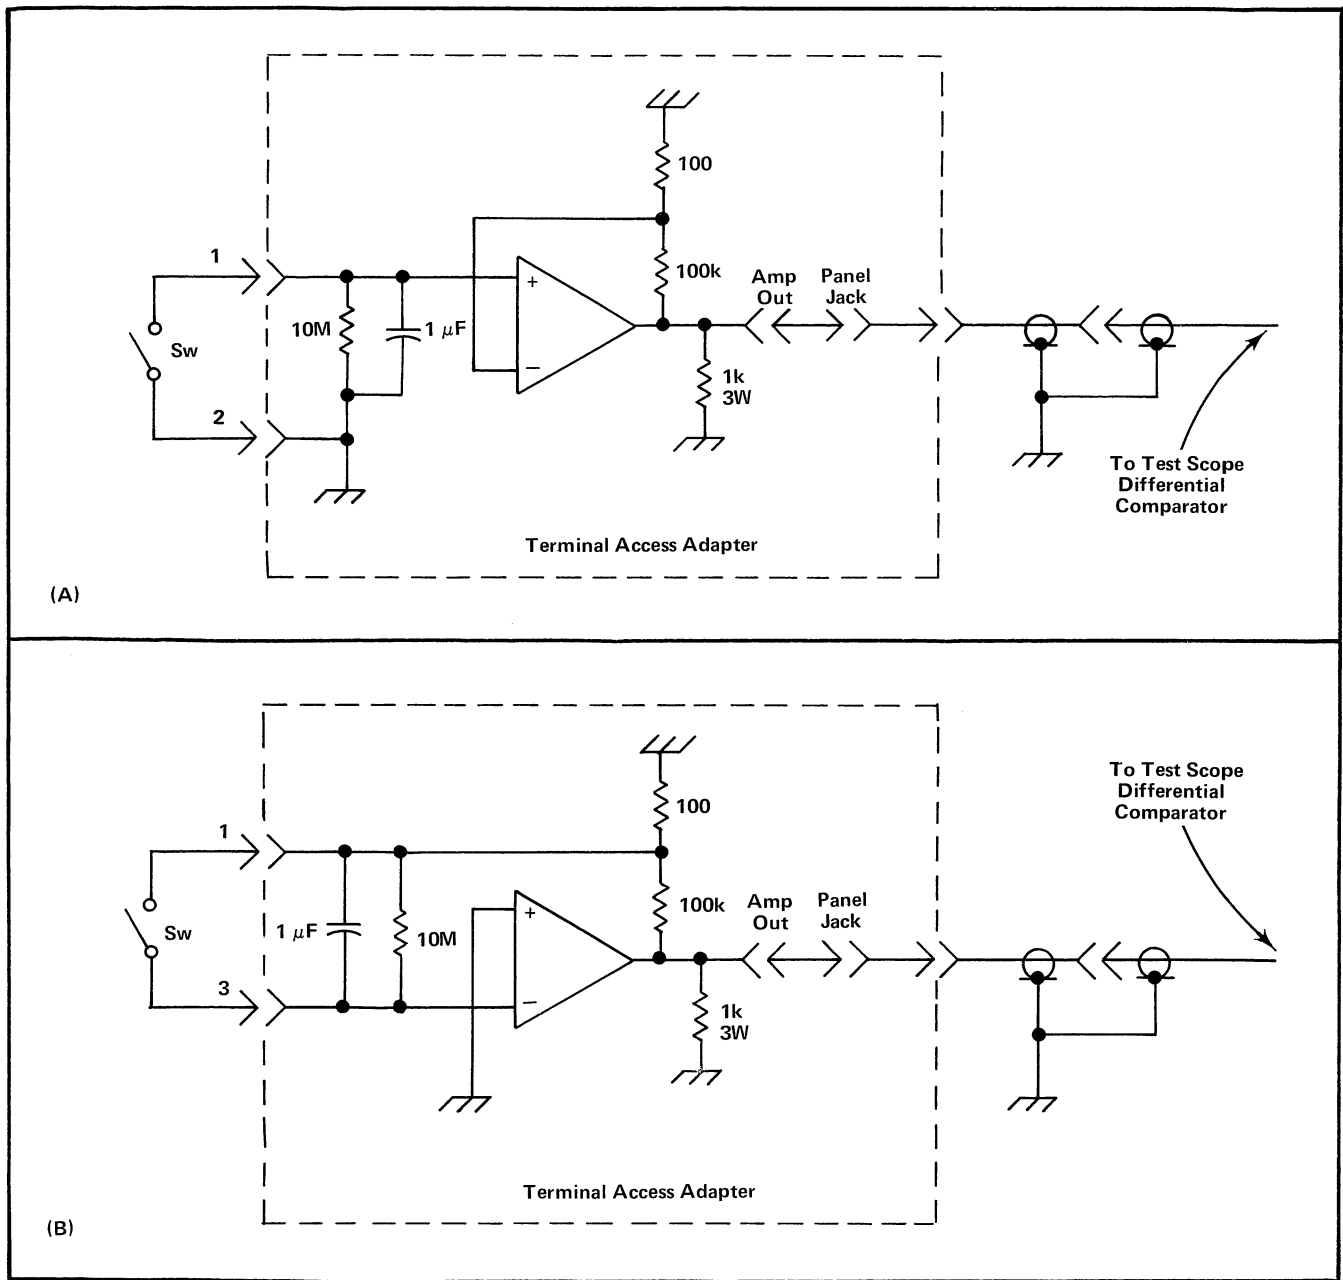 100
100k
1
10M
1 μF
+
−
Sw
2
Amp
Out
Panel
Jack
1k
3W
To Test Scope
Differential
Comparator
Terminal Access Adapter
(A)
100
To Test Scope
Differential
Comparator
1
100k
Amp
Out
Panel
Jack
1 μF
10M
+
−
Sw
3
1k
3W
Terminal Access Adapter
(B)